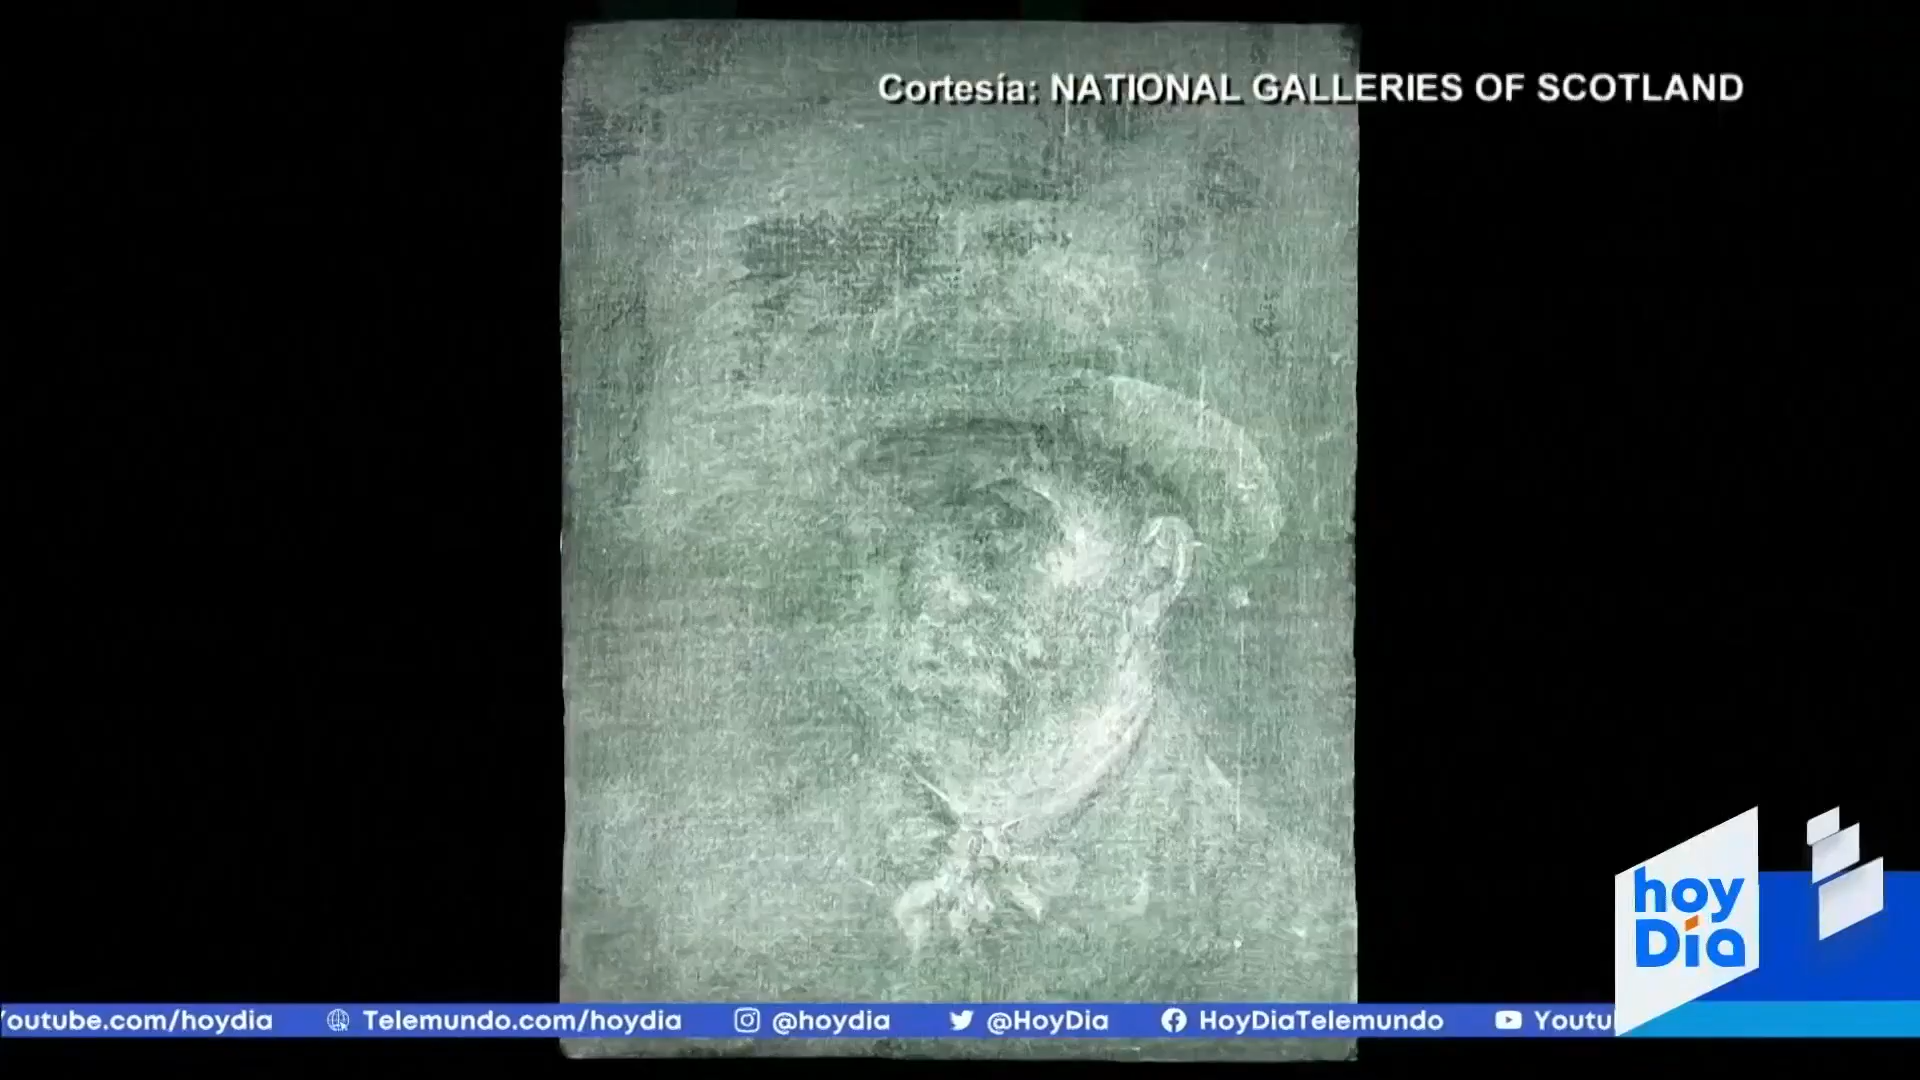 Cortesía: NATIONAL GALLERIES OF SCOTLAND
hoy
Día
outube.com/hoydia Telemundo.com/hoydia @hoydia @HoyDia HoyDiaTelemundo Youtu